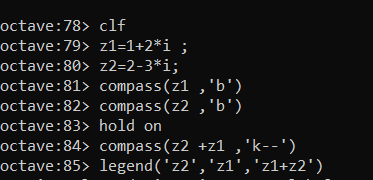 octave:78> clf
octave:79> z1=1+2*i ;
octave:80> z2=2-3*i;
octave:81> compass(z1 ,'b')
octave:82> compass(z2 ,'b')
octave:83> hold on
octave:84> compass(z2 +z1 ,'k--')
octave:85> legend('z2','z1','z1+z2')